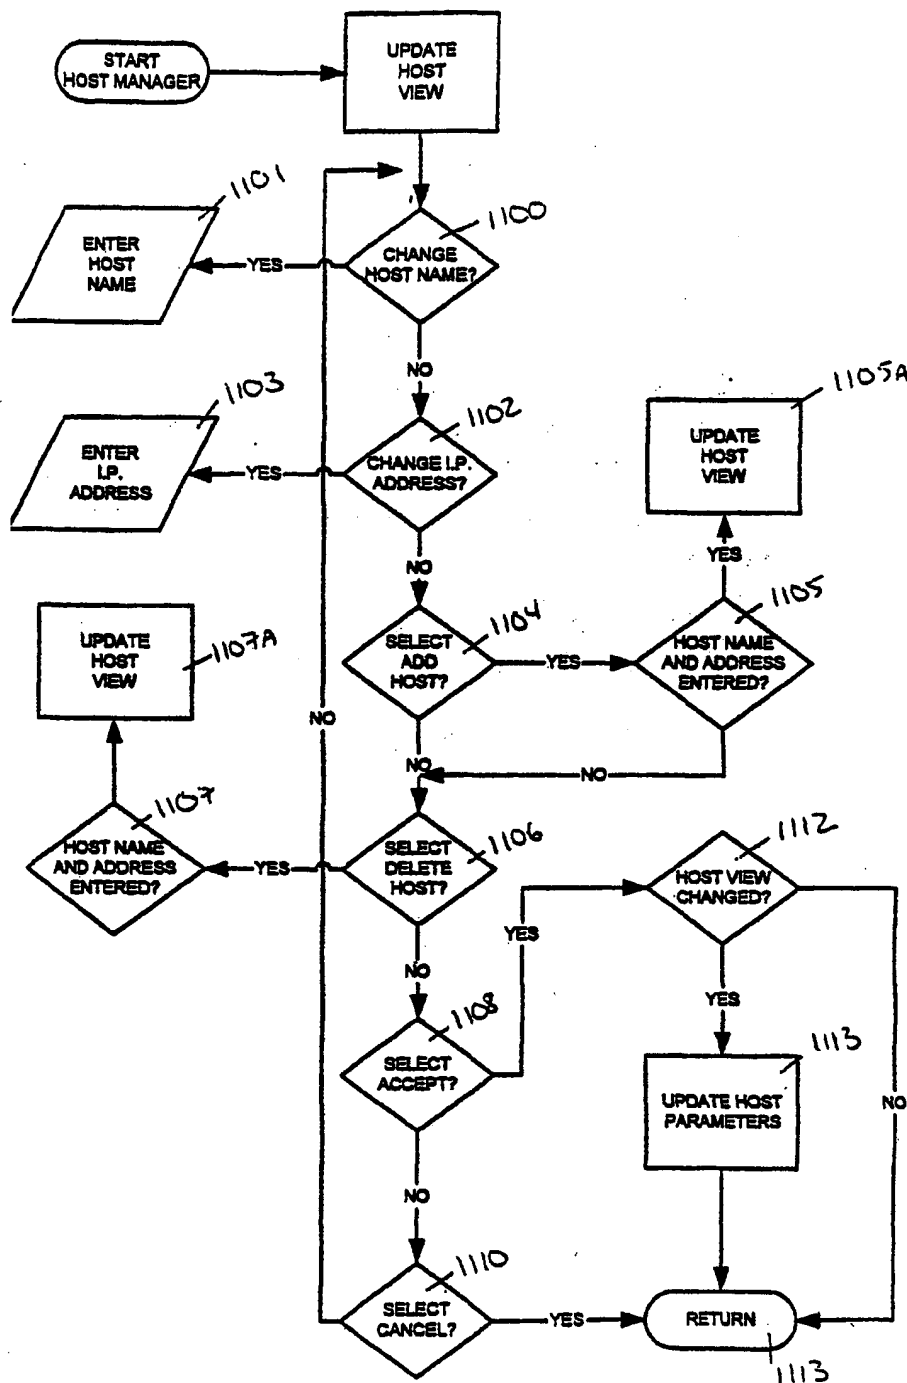 START
HOST MANAGER
UPDATE
HOST
VIEW
1101
1100
ENTER
HOST
NAME
YES
CHANGE
HOST NAME?
NO
1103
1102
1105A
ENTER
I.P.
ADDRESS
YES
CHANGE I.P.
ADDRESS?
UPDATE
HOST
VIEW
NO
YES
1104
1105
UPDATE
HOST
VIEW
1107A
SELECT
ADD
HOST?
YES
HOST NAME
AND ADDRESS
ENTERED?
NO
NO
NO
1107
1106
1112
HOST NAME
AND ADDRESS
ENTERED?
YES
SELECT
DELETE
HOST?
HOST VIEW
CHANGED?
YES
NO
YES
1108
1113
SELECT
ACCEPT?
UPDATE HOST
PARAMETERS
NO
NO
1110
SELECT
CANCEL?
YES
RETURN
1113